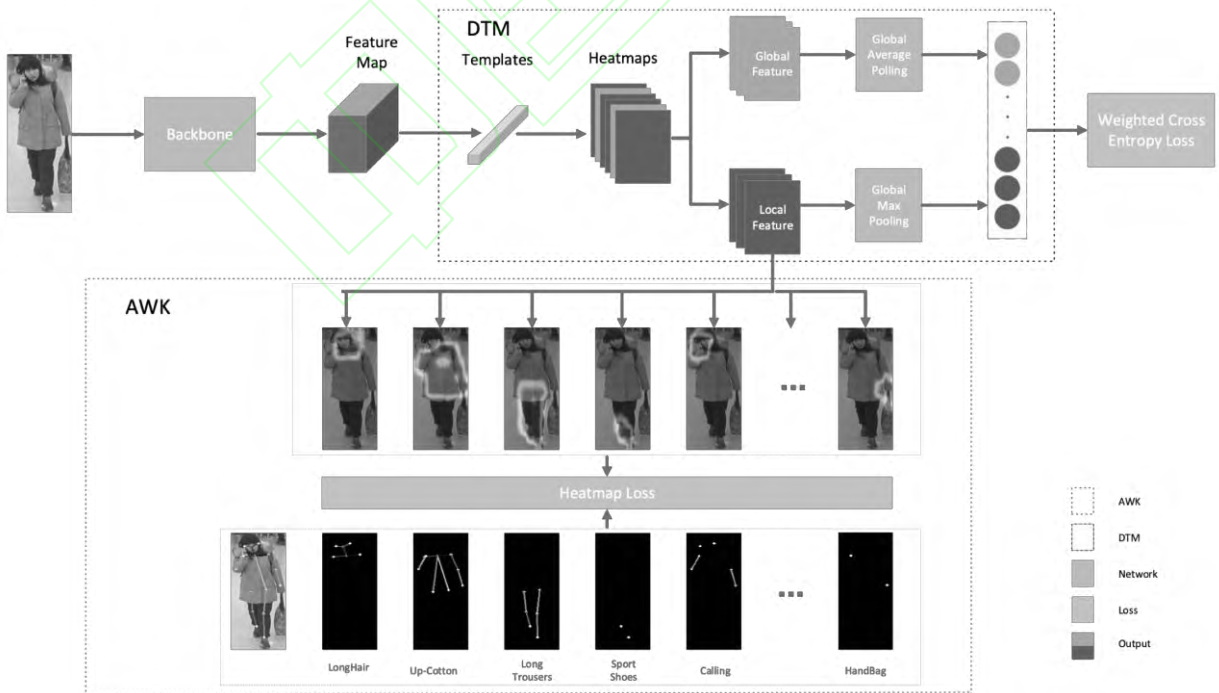 DTM
Feature
Map
Templates
Heatmaps
Global
Feature
Global
Average
Polling
Backbone
Weighted Cross
Entropy Loss
Local
Feature
Global
Max
Pooling
AWK
Heatmap Loss
LongHair
Up-Cotton
Long
Trousers
Sport
Shoes
Calling
HandBag
AWK
DTM
Network
Loss
Output